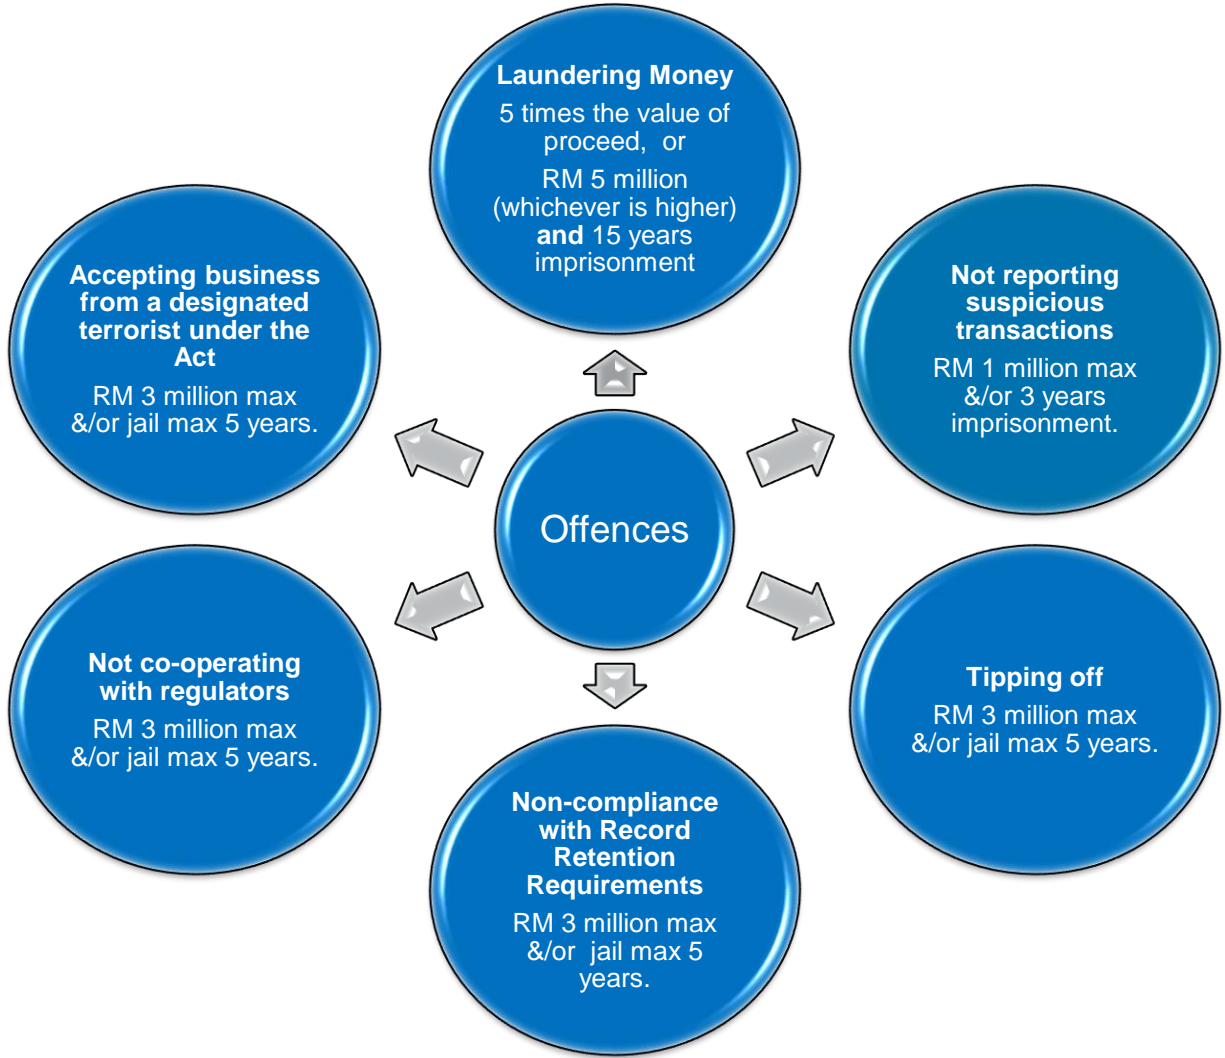 Laundering Money
5 times the value of
proceed,  or
RM 5 million
(whichever is higher)
and 15 years
imprisonment
Not reporting
suspicious
transactions
RM 1 million max
&/or 3 years
imprisonment.
Tipping off
RM 3 million max
&/or jail max 5 years.
Non-compliance
with Record
Retention
Requirements
RM 3 million max
&/or  jail max 5
years.
Not co-operating
with regulators
RM 3 million max
&/or jail max 5 years.
Accepting business
from a designated
terrorist under the
Act
RM 3 million max
&/or jail max 5 years.
Offences